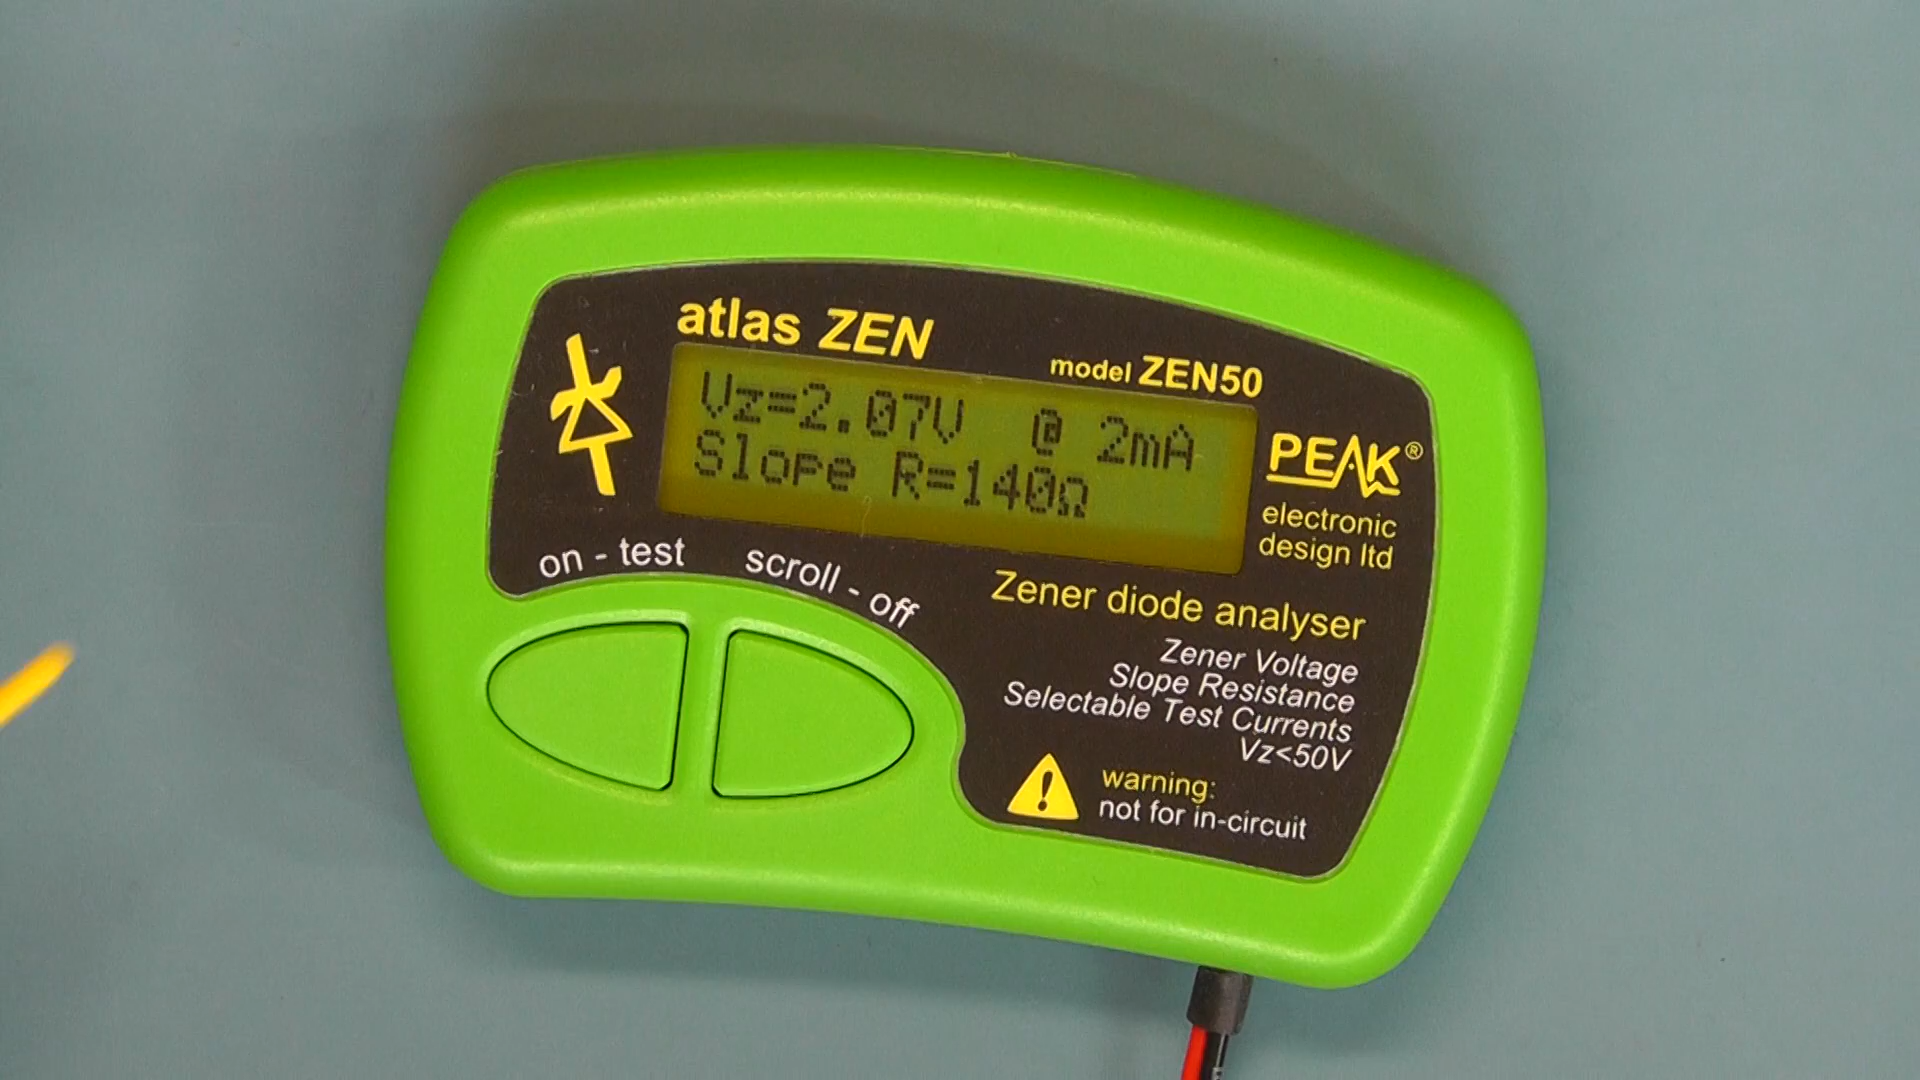 atlas ZEN
model ZEN50
Vz=2.07V @ 2mA
Slope R=140Ω
PEAK®
electronic
design ltd
on - test
scroll - off
Zener diode analyser
Zener Voltage
Slope Resistance
Selectable Test Currents
Vz<50V
warning:
not for in-circuit